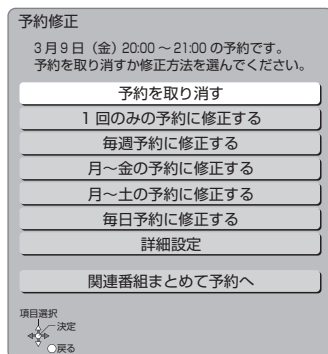 予約修正
3月9日（金）20:00～21:00の予約です。
予約を取り消すか修正方法を選んでください。
予約を取り消す
1回のみの予約に修正する
毎週予約に修正する
月～金の予約に修正する
月～土の予約に修正する
毎日予約に修正する
詳細設定
関連番組まとめて予約へ
項目選択
決定
戻る